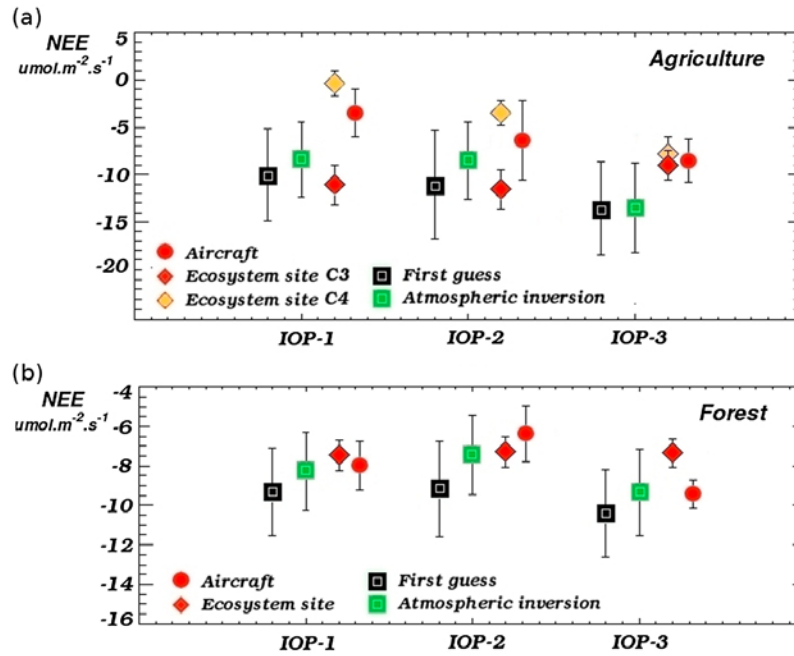 (a)
NEE
umol.m⁻².s⁻¹
Agriculture
5
0
-5
-10
-15
-20
Aircraft
Ecosystem site C3
First guess
Ecosystem site C4
Atmospheric inversion
IOP-1 IOP-2 IOP-3
(b)
NEE
umol.m⁻².s⁻¹
Forest
-4
-6
-8
-10
-12
-14
-16
Aircraft
First guess
Ecosystem site
Atmospheric inversion
IOP-1 IOP-2 IOP-3